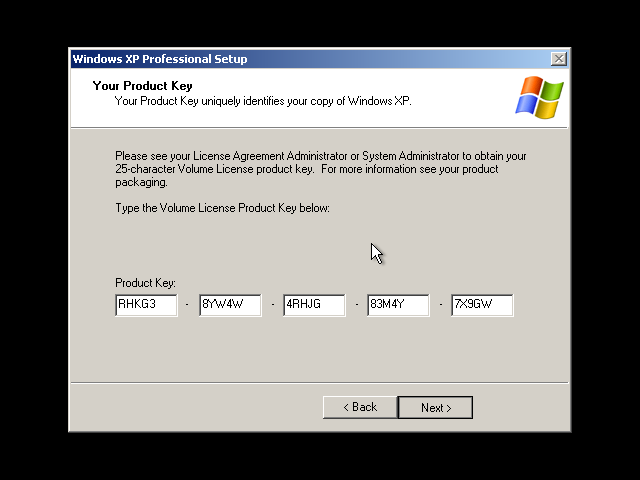 Windows XP Professional Setup
Your Product Key
Your Product Key uniquely identifies your copy of Windows XP.
Please see your License Agreement Administrator or System Administrator to obtain your
25-character Volume License product key.  For more information see your product
packaging.
Type the Volume License Product Key below:
Product Key:
RHKG3 - 8YW4W - 4RHJG - 83M4Y - 7X9GW
< Back Next >